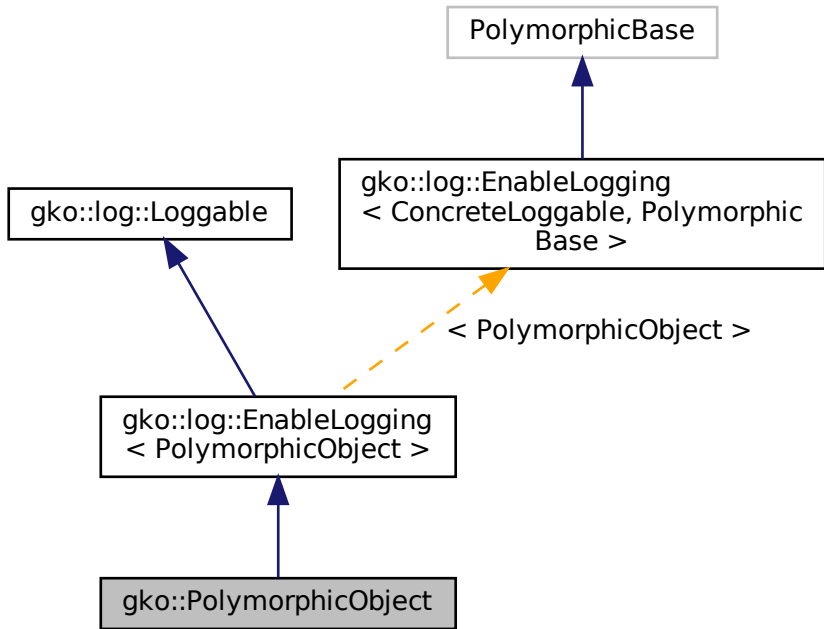 PolymorphicBase
gko::log::Loggable
gko::log::EnableLogging
< ConcreteLoggable, Polymorphic
Base >
< PolymorphicObject >
gko::log::EnableLogging
< PolymorphicObject >
gko::PolymorphicObject